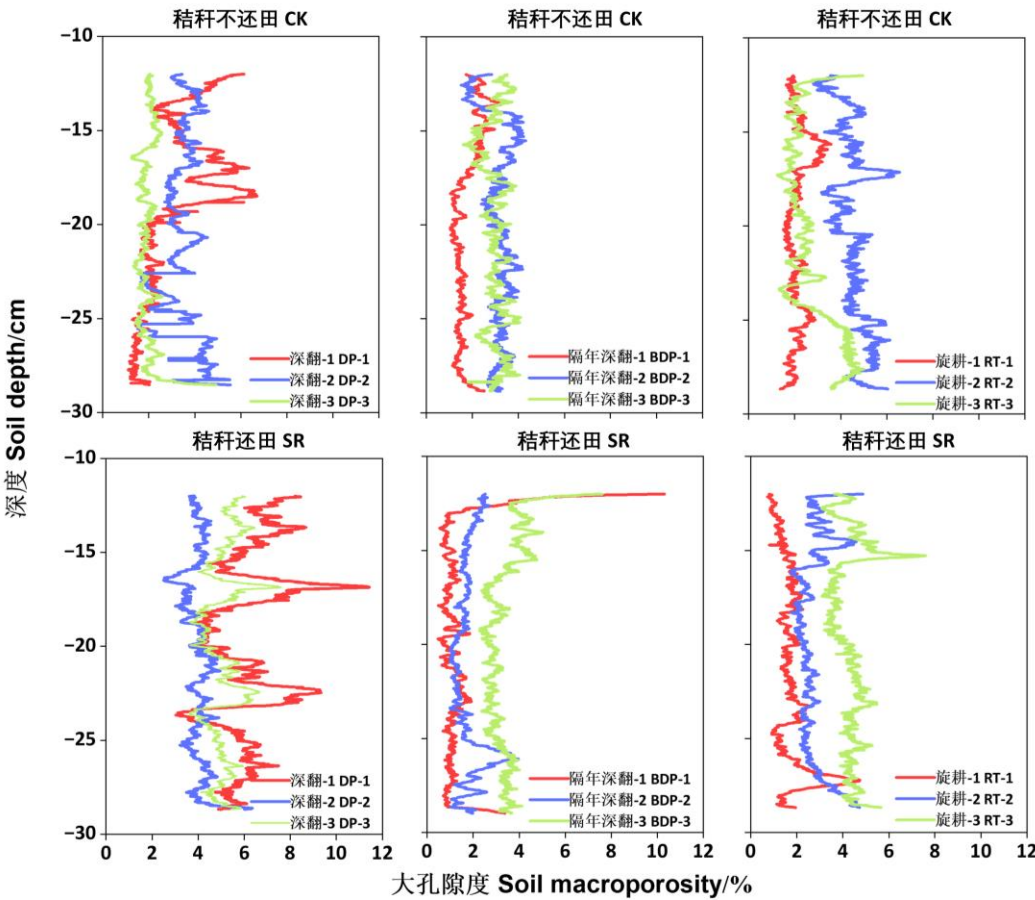 秸秆不还田 CK
秸秆不还田 CK
秸秆不还田 CK
−10
−15
−20
−25
−30
深翻-1 DP-1
深翻-2 DP-2
深翻-3 DP-3
隔年深翻-1 BDP-1
隔年深翻-2 BDP-2
隔年深翻-3 BDP-3
旋耕-1 RT-1
旋耕-2 RT-2
旋耕-3 RT-3
深度 Soil depth/cm
秸秆还田 SR
秸秆还田 SR
秸秆还田 SR
−10
−15
−20
−25
−30
深翻-1 DP-1
深翻-2 DP-2
深翻-3 DP-3
隔年深翻-1 BDP-1
隔年深翻-2 BDP-2
隔年深翻-3 BDP-3
旋耕-1 RT-1
旋耕-2 RT-2
旋耕-3 RT-3
0 2 4 6 8 10 12
0 2 4 6 8 10 12
0 2 4 6 8 10 12
大孔隙度 Soil macroporosity/%